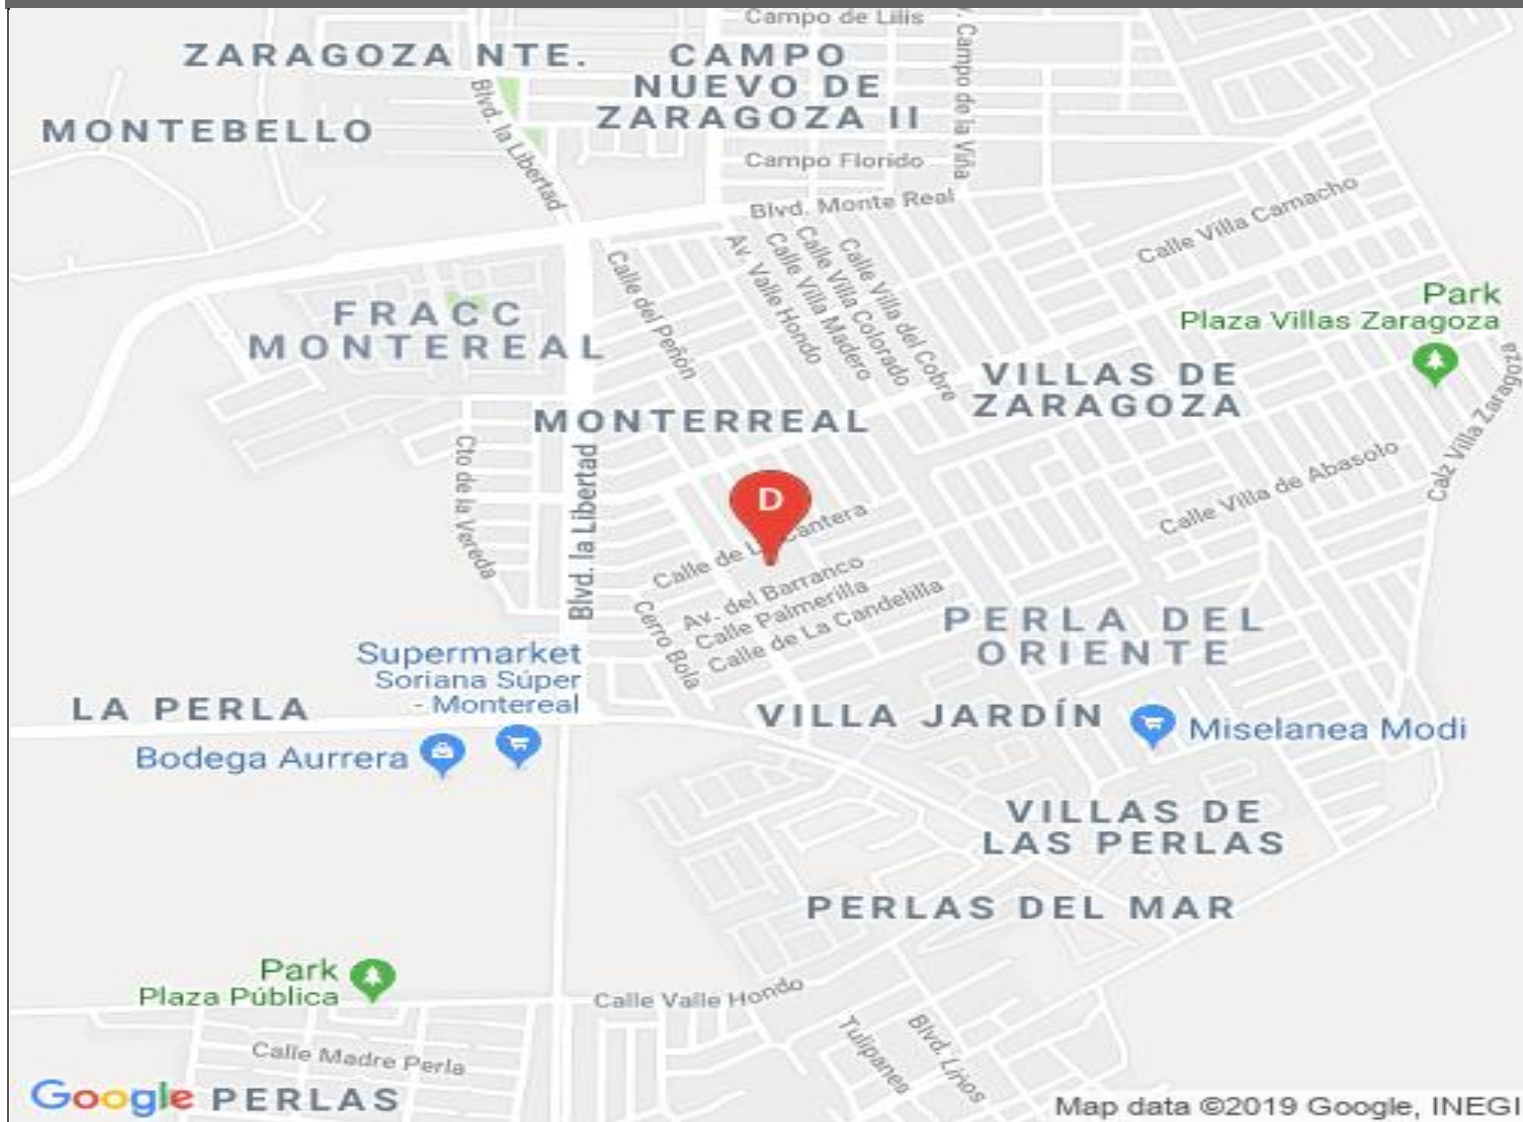 Campo de Lilis
ZARAGOZA NTE.
CAMPO
NUEVO DE
ZARAGOZA II
Blvd. la Libertad
Campo de la Viña
MONTEBELLO
Campo Florido
Blvd. Monte Real
Calle Villa Camacho
Calle del Peñón
Av. Valle Hondo
Calle Villa Madero
Calle Villa Colorado
Calle Villa del Cobre
Park
Plaza Villas Zaragoza
FRACC
MONTEREAL
VILLAS DE
ZARAGOZA
Calz Villa Zaragoza
MONTERREAL
Cto de la Vereda
Blvd. la Libertad
D
Calle de L antera
Calle Villa de Abasolo
Av. del Barranco
Calle Palmerilla
Calle de La Candelilla
Cerro Bola
PERLA DEL
ORIENTE
Supermarket
Soriana Súper
- Montereal
LA PERLA
VILLA JARDÍN
Miselanea Modi
Bodega Aurrera
VILLAS DE
LAS PERLAS
PERLAS DEL MAR
Park
Plaza Pública
Calle Valle Hondo
Tulipanes
Blvd. Lirios
Calle Madre Perla
Google
PERLAS
Map data ©2019 Google, INEGI